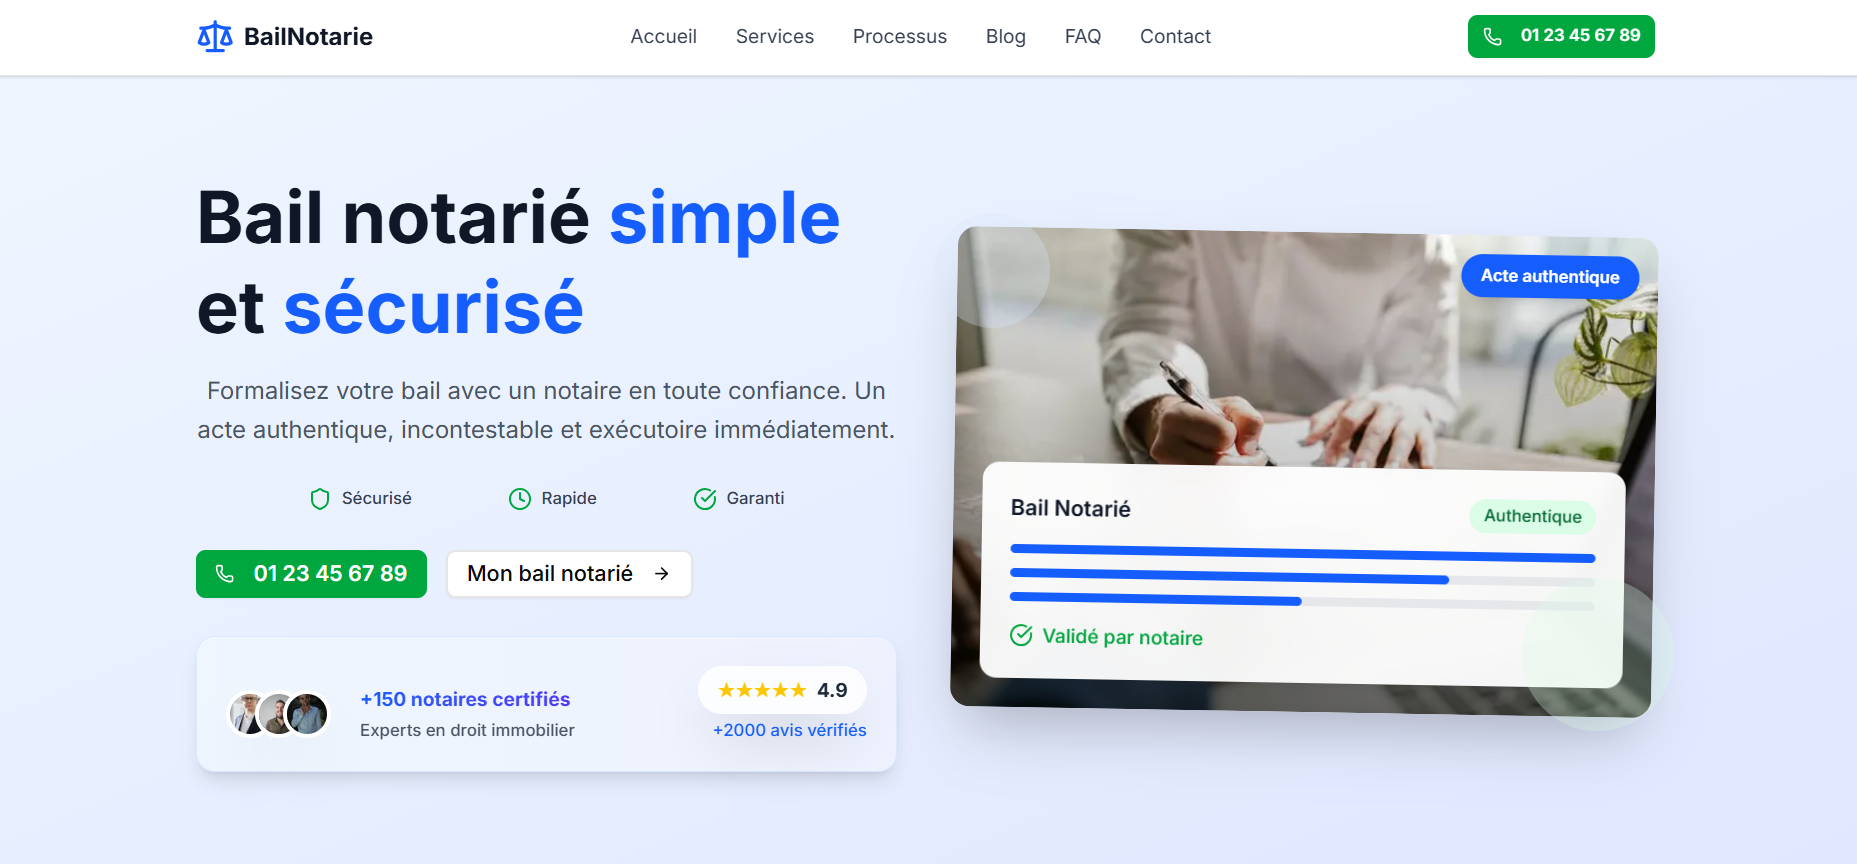 BailNotarie
Accueil
Services
Processus
Blog
FAQ
Contact
01 23 45 67 89
Bail notarié simple
et sécurisé
Formalisez votre bail avec un notaire en toute confiance. Un
acte authentique, incontestable et exécutoire immédiatement.
Sécurisé
Rapide
Garanti
01 23 45 67 89
Mon bail notarié
+150 notaires certifiés
Experts en droit immobilier
4.9
+2000 avis vérifiés
Acte authentique
Bail Notarié
Authentique
Validé par notaire